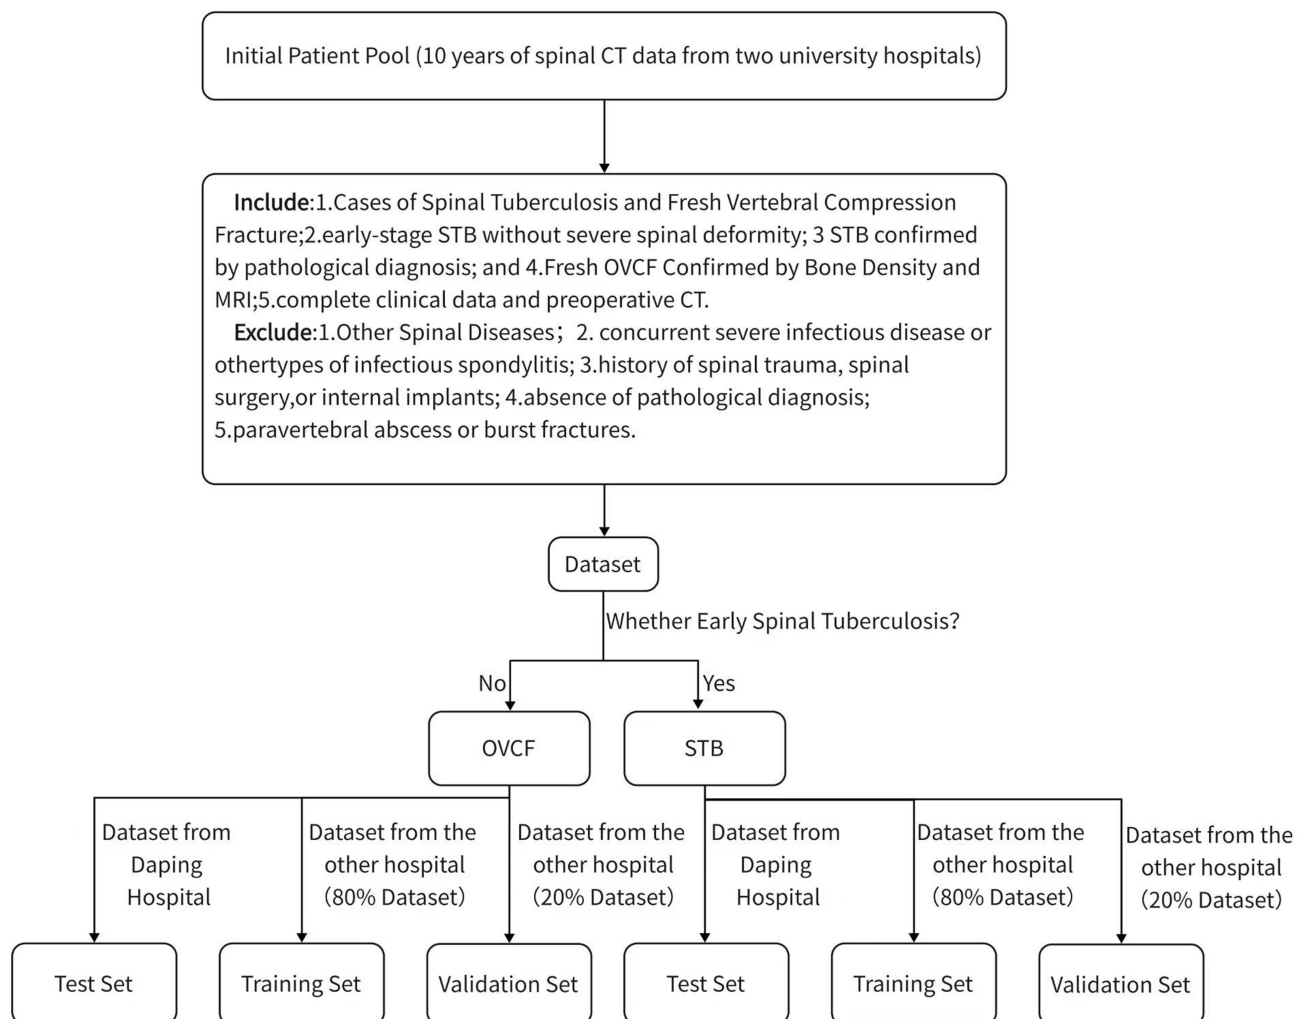 Initial Patient Pool (10 years of spinal CT data from two university hospitals)
Include:1.Cases of Spinal Tuberculosis and Fresh Vertebral Compression
Fracture;2.early-stage STB without severe spinal deformity; 3 STB confirmed
by pathological diagnosis; and 4.Fresh OVCF Confirmed by Bone Density and
MRI;5.complete clinical data and preoperative CT.
Exclude:1.Other Spinal Diseases；2. concurrent severe infectious disease or
othertypes of infectious spondylitis; 3.history of spinal trauma, spinal
surgery,or internal implants; 4.absence of pathological diagnosis;
5.paravertebral abscess or burst fractures.
Dataset
Whether Early Spinal Tuberculosis?
No
Yes
OVCF
STB
Dataset from
Daping
Hospital
Dataset from the
other hospital
（80% Dataset）
Dataset from the
other hospital
（20% Dataset）
Dataset from
Daping
Hospital
Dataset from the
other hospital
（80% Dataset）
Dataset from the
other hospital
（20% Dataset）
Test Set
Training Set
Validation Set
Test Set
Training Set
Validation Set